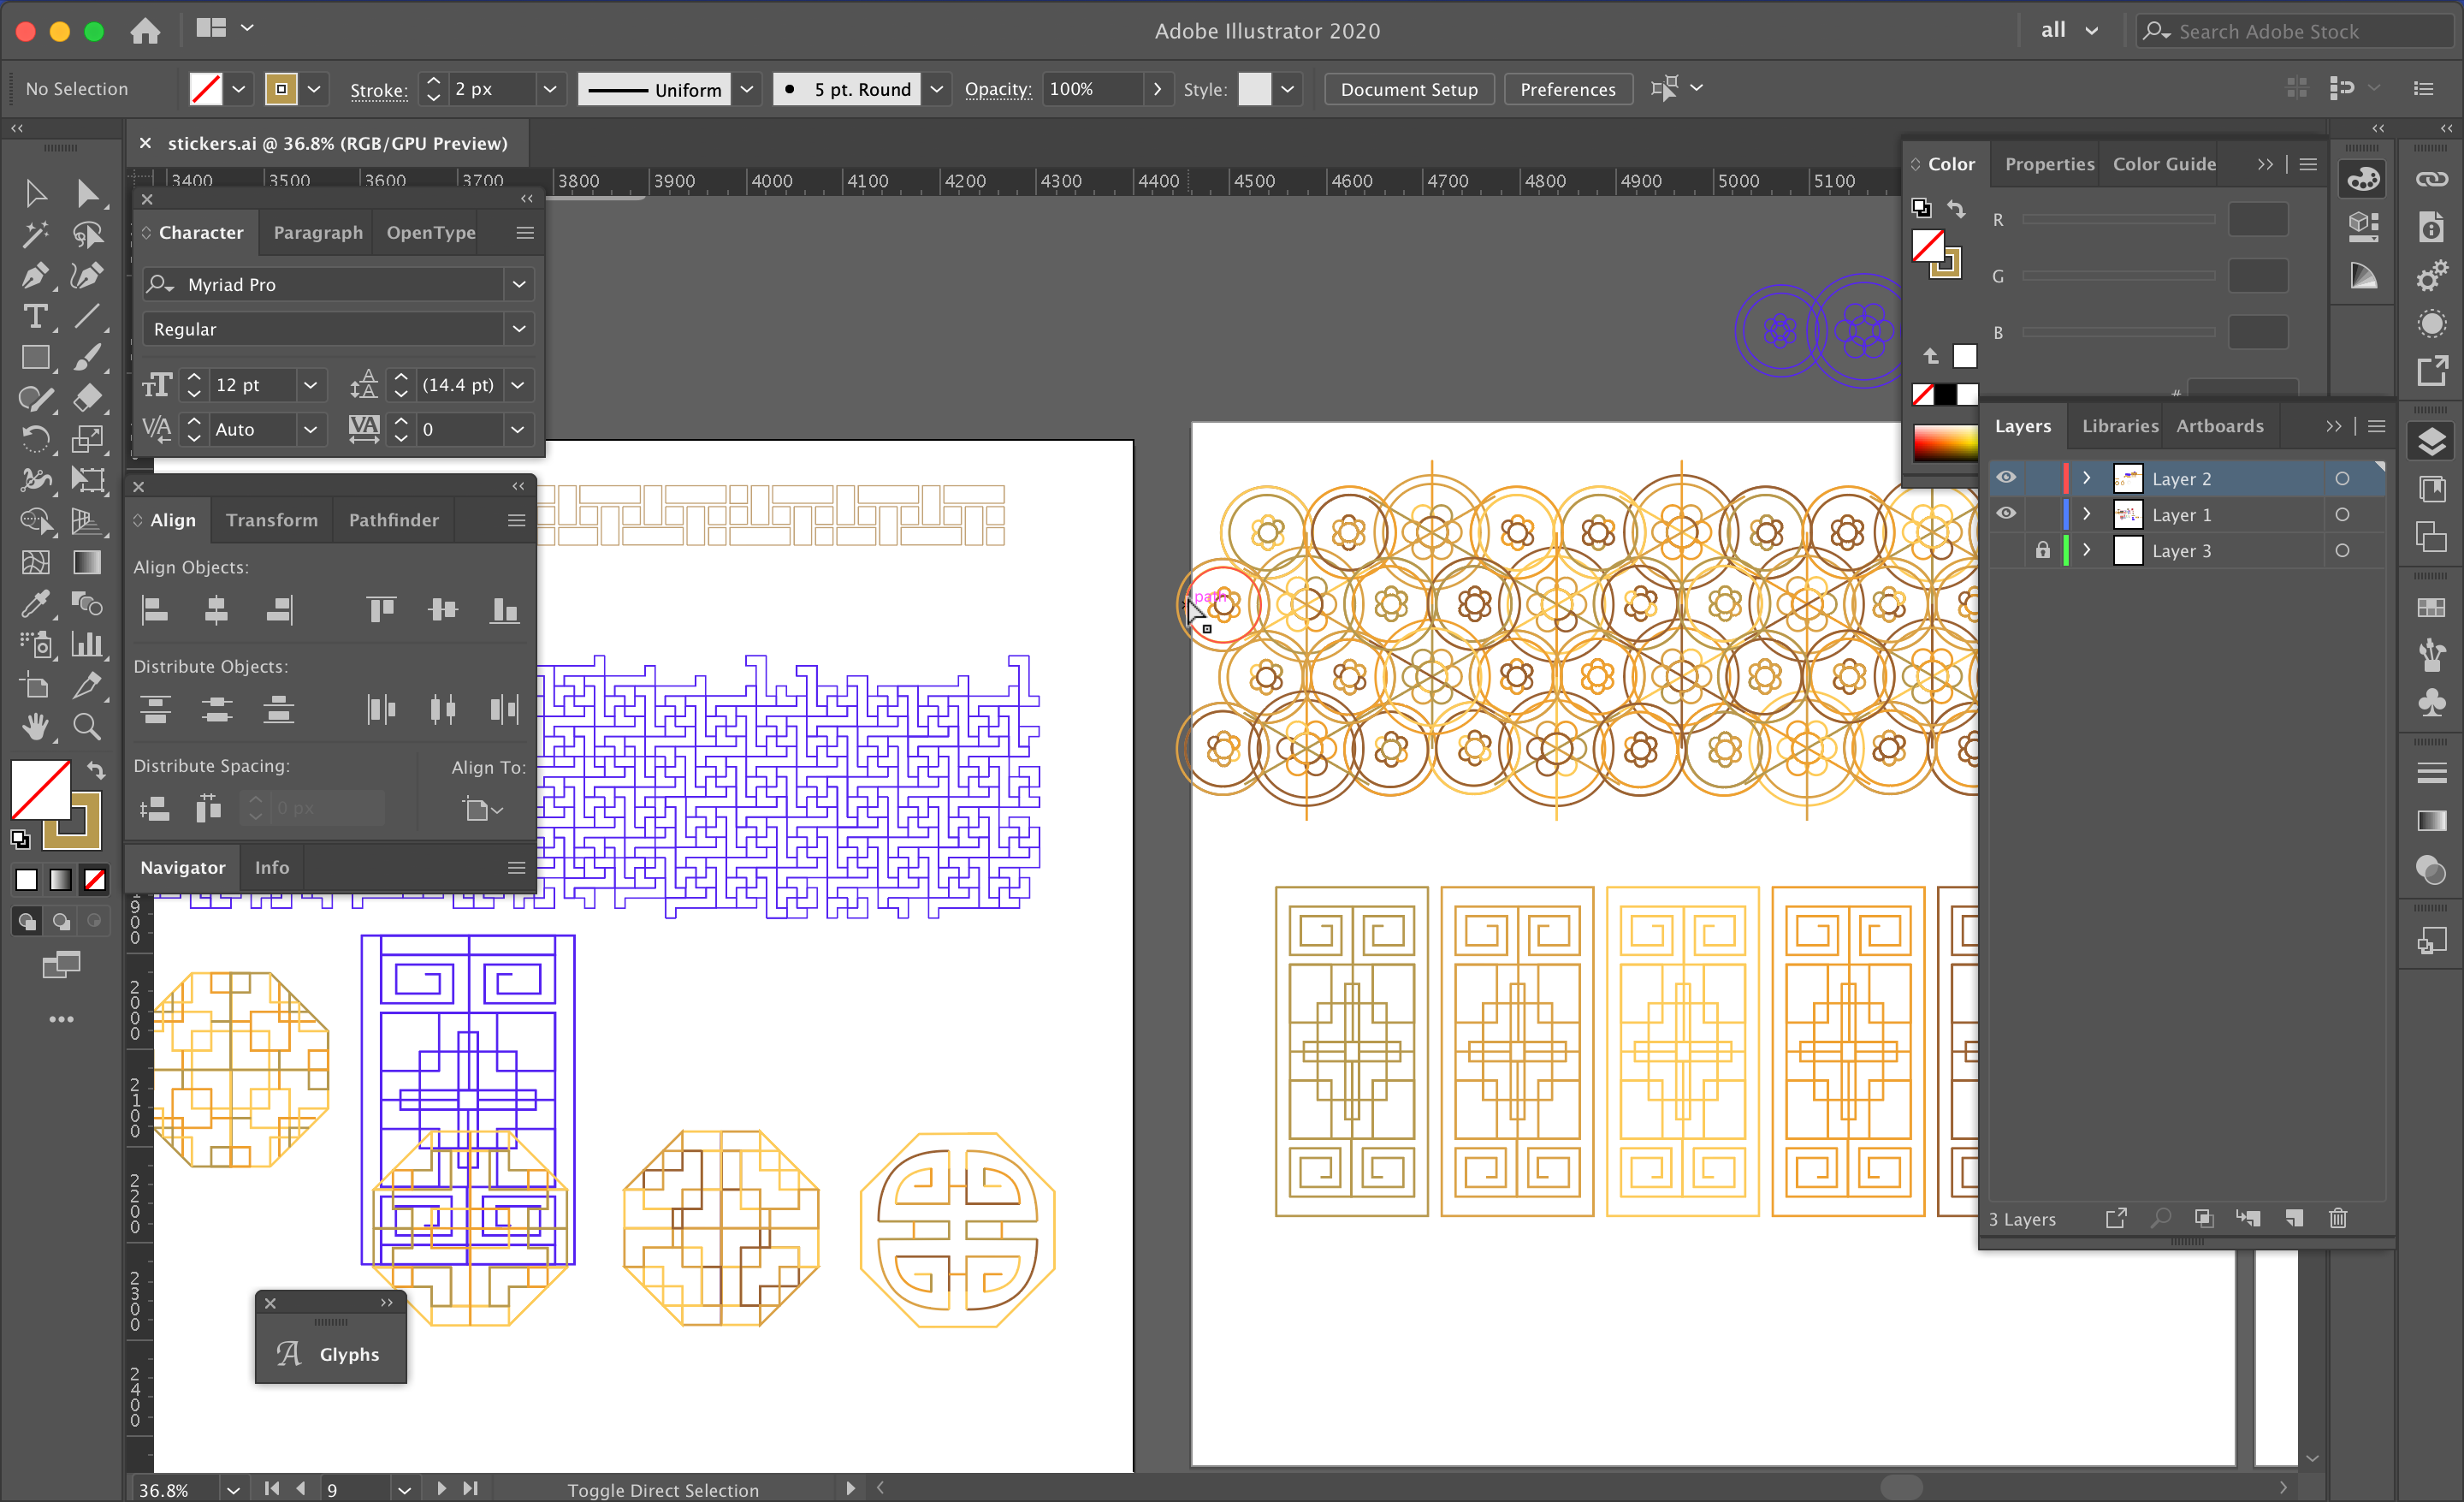 Adobe Illustrator 2020
all
Search Adobe Stock
No Selection
Stroke:
2 px
Uniform
5 pt. Round
Opacity:
100%
Style:
Document Setup
Preferences
stickers.ai @ 36.8% (RGB/GPU Preview)
3400 3500 3600 3700 3800 3900 4000 4100 4200 4300 4400 4500 4600 4700 4800 4900 5000 5100
Character
Paragraph
OpenType
Myriad Pro
Regular
12 pt
(14.4 pt)
Auto
0
Align
Transform
Pathfinder
Align Objects:
Distribute Objects:
Distribute Spacing:
Align To:
0 px
Navigator
Info
900
2000
2100
2200
2300
2400
Glyphs
path
Color
Properties
Color Guide
R
G
B
#
Layers
Libraries
Artboards
Layer 2
Layer 1
Layer 3
3 Layers
36.8%
9
Toggle Direct Selection